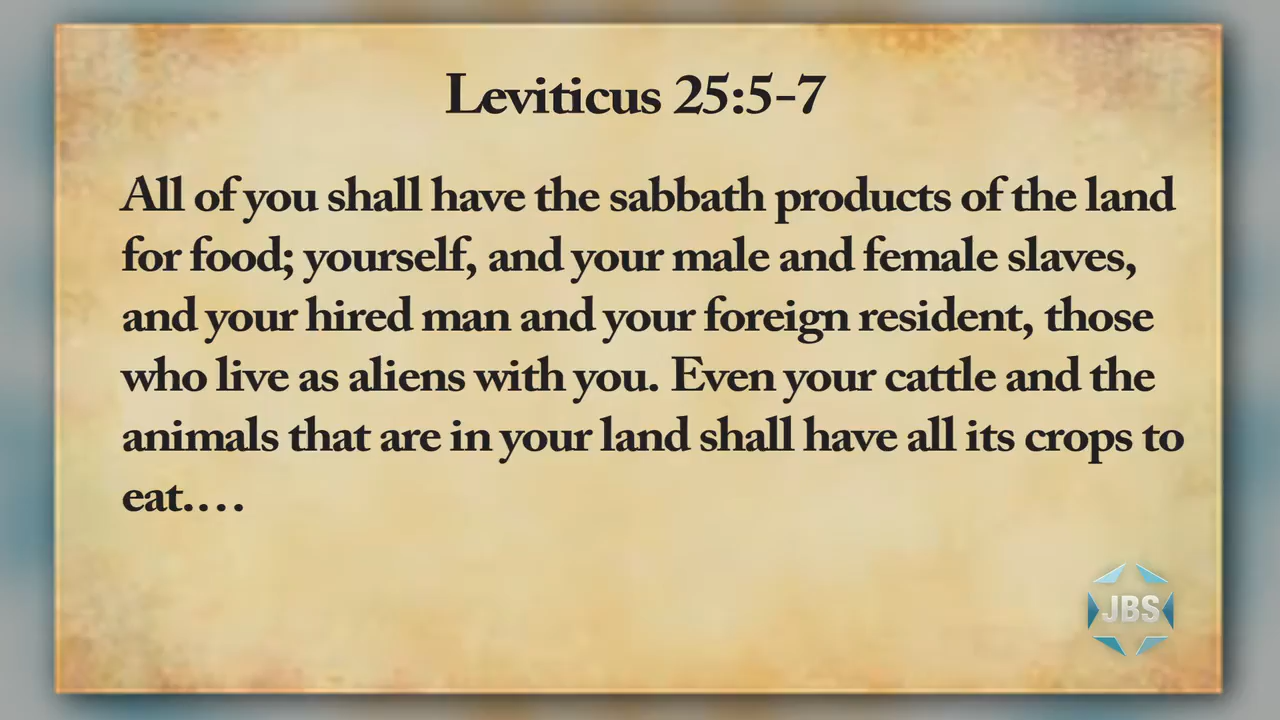 Leviticus 25:5-7
All of you shall have the sabbath products of the land
for food; yourself, and your male and female slaves,
and your hired man and your foreign resident, those
who live as aliens with you. Even your cattle and the
animals that are in your land shall have all its crops to
eat.…
JBS